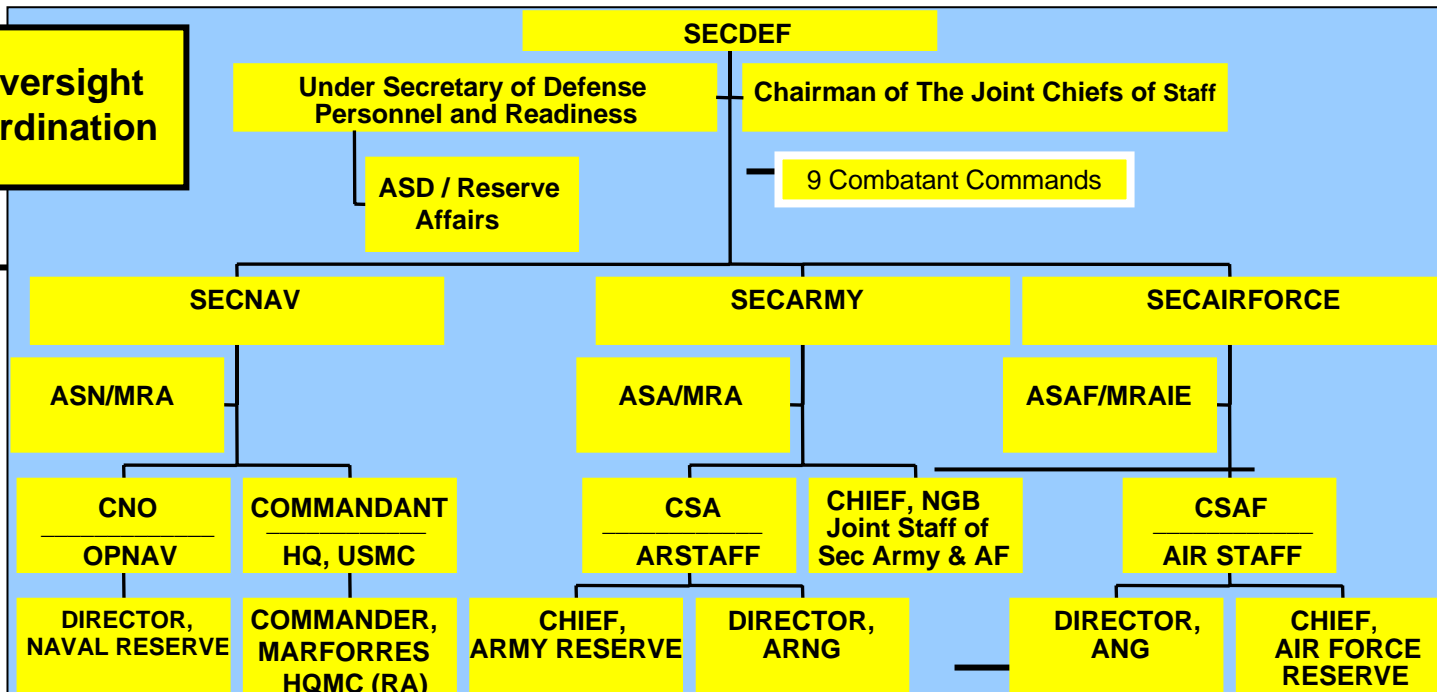 SECDEF
versight
rdination
Under Secretary of Defense
Personnel and Readiness
Chairman of The Joint Chiefs of Staff
ASD / Reserve
Affairs
9 Combatant Commands
SECNAV
SECARMY
SECAIRFORCE
ASN/MRA
ASA/MRA
ASAF/MRAIE
CNO
OPNAV
COMMANDANT
HQ, USMC
CSA
ARSTAFF
CHIEF, NGB
Joint Staff of
Sec Army & AF
CSAF
AIR STAFF
DIRECTOR,
NAVAL RESERVE
COMMANDER,
MARFORRES
HQMC (RA)
CHIEF,
ARMY RESERVE
DIRECTOR,
ARNG
DIRECTOR,
ANG
CHIEF,
AIR FORCE
RESERVE